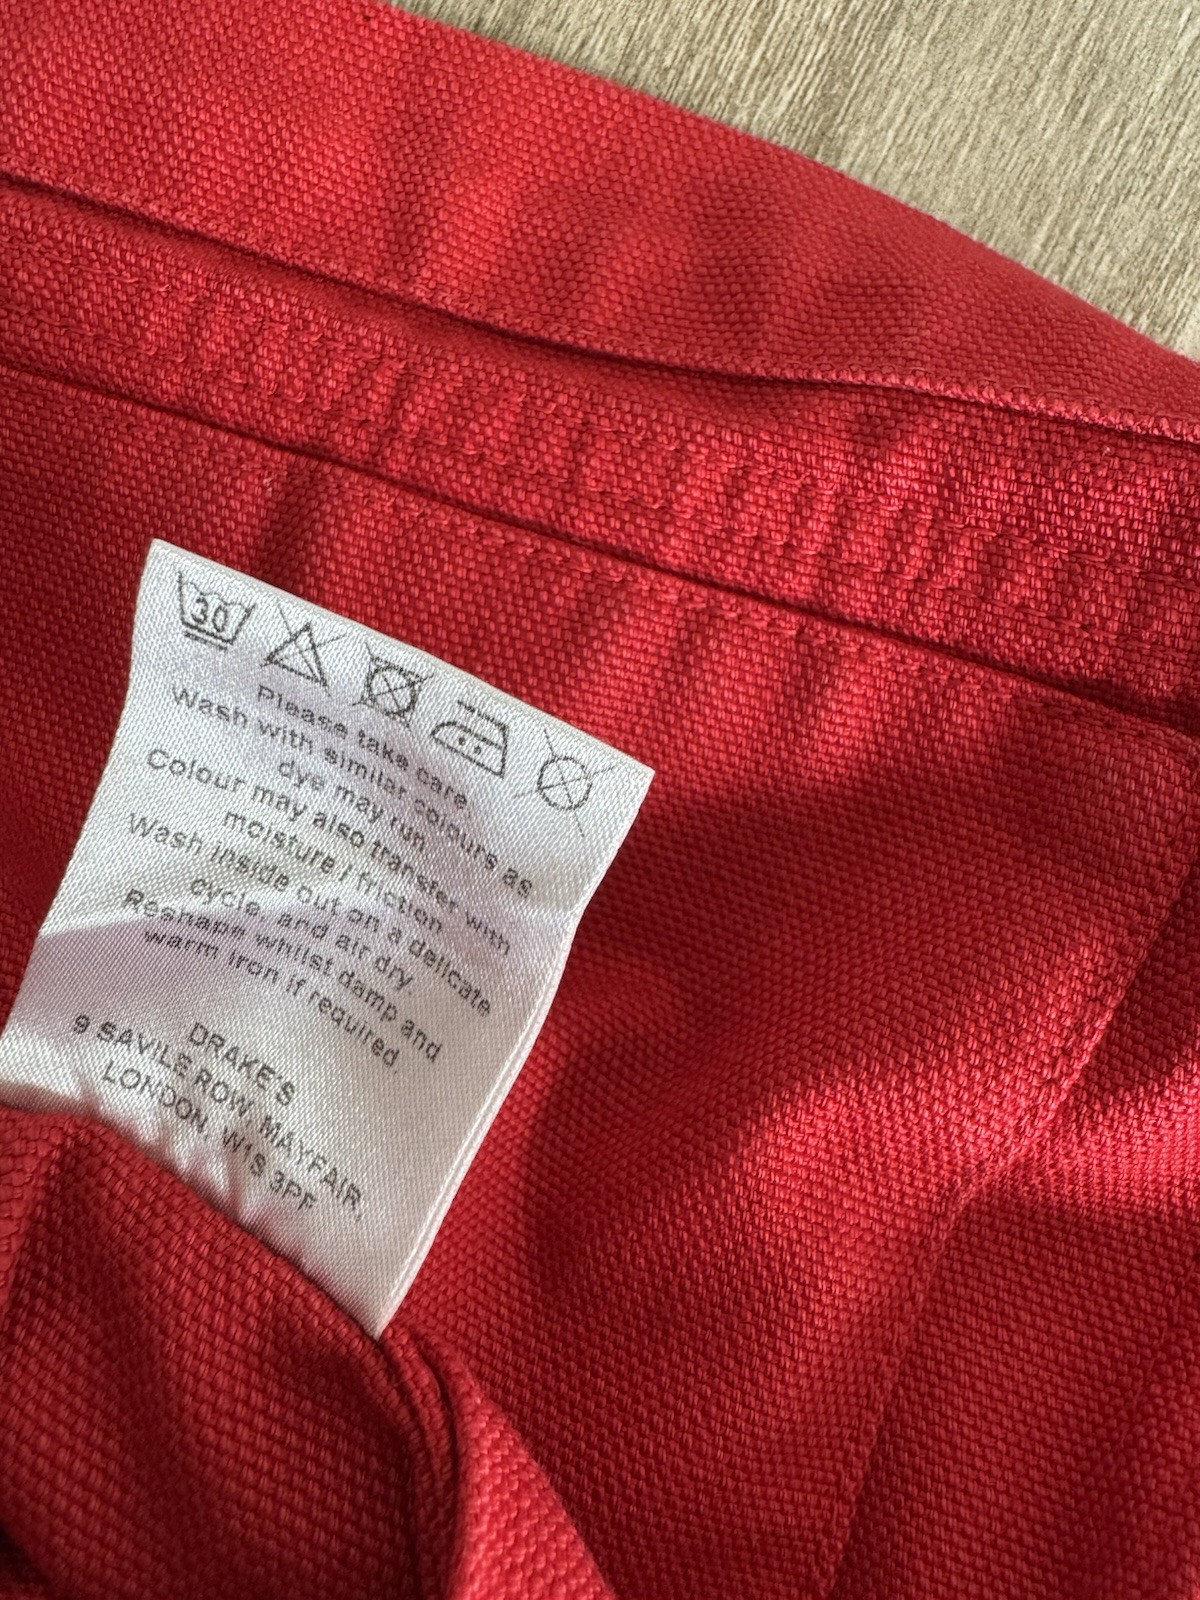 30
Please take care.
Wash with similar colours as
dye may run.
Colour may also transfer with
moisture / friction.
Wash inside out on a delicate
cycle, and air dry.
Reshape whilst damp and
warm iron if required.
DRAKE'S
9 SAVILE ROW, MAYFAIR,
LONDON, W1S 3PF